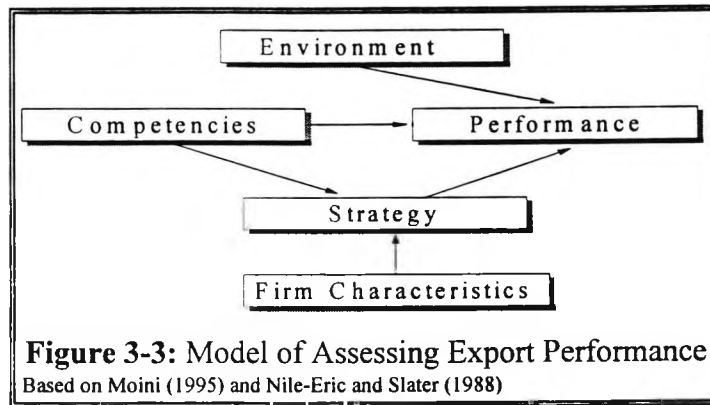 Environment
Competencies
Performance
Strategy
Firm Characteristics
Figure 3-3: Model of Assessing Export Performance
Based on Moini (1995) and Nile-Eric and Slater (1988)